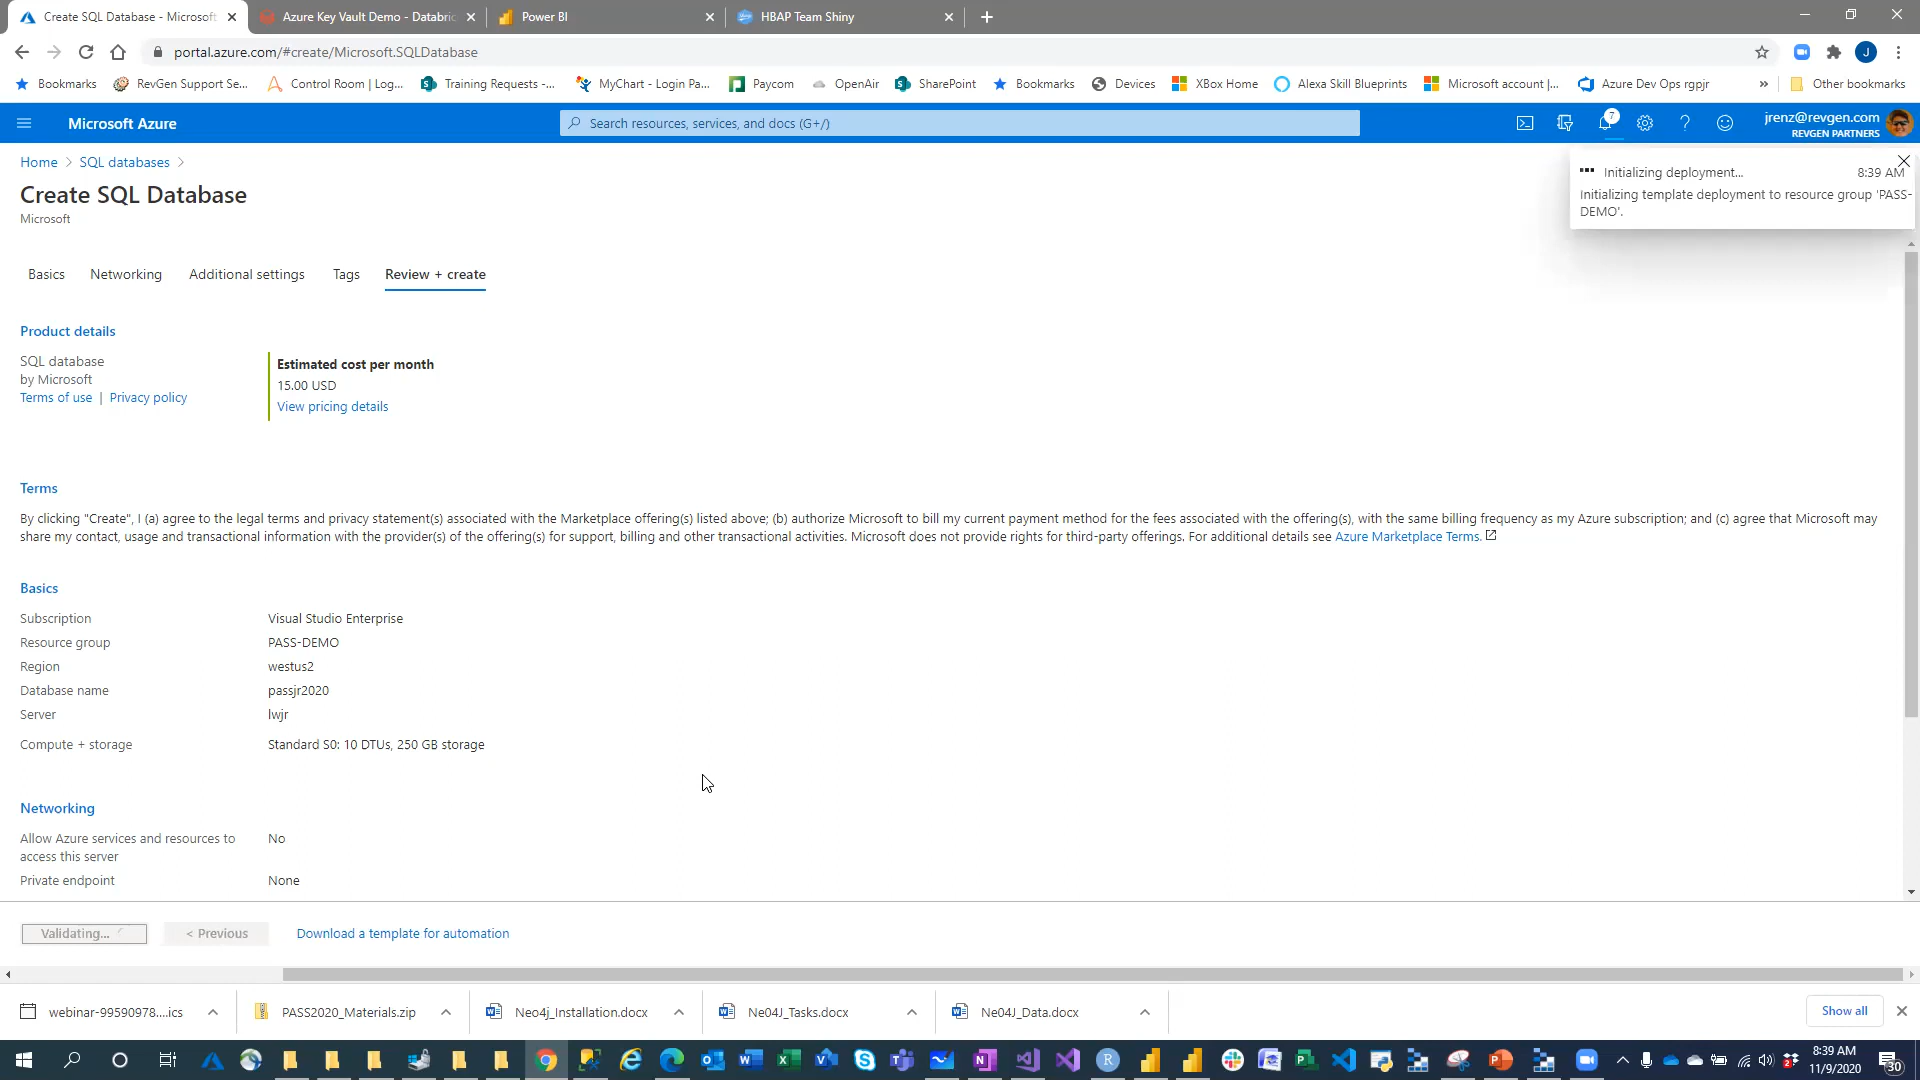 Create SQL Database - Microsoft
Azure Key Vault Demo - Databric
Power BI
HBAP Team Shiny
portal.azure.com/#create/Microsoft.SQLDatabase
J
Bookmarks
RevGen Support Se...
Control Room | Log...
Training Requests -...
MyChart - Login Pa...
Paycom
OpenAir
SharePoint
Bookmarks
Devices
XBox Home
Alexa Skill Blueprints
Microsoft account |...
Azure Dev Ops rgpjr
»
Other bookmarks
Microsoft Azure
Search resources, services, and docs (G+/)
7
jrenz@revgen.com
REVGEN PARTNERS
Home > SQL databases >
Initializing deployment...
8:39 AM
Initializing template deployment to resource group 'PASS-
DEMO'.
Create SQL Database
Microsoft
Basics
Networking
Additional settings
Tags
Review + create
Product details
SQL database
by Microsoft
Terms of use | Privacy policy
Estimated cost per month
15.00 USD
View pricing details
Terms
By clicking "Create", I (a) agree to the legal terms and privacy statement(s) associated with the Marketplace offering(s) listed above; (b) authorize Microsoft to bill my current payment method for the fees associated with the offering(s), with the same billing frequency as my Azure subscription; and (c) agree that Microsoft may
share my contact, usage and transactional information with the provider(s) of the offering(s) for support, billing and other transactional activities. Microsoft does not provide rights for third-party offerings. For additional details see Azure Marketplace Terms.
Basics
Subscription Visual Studio Enterprise
Resource group PASS-DEMO
Region westus2
Database name passjr2020
Server lwjr
Compute + storage Standard S0: 10 DTUs, 250 GB storage
Networking
Allow Azure services and resources to No
access this server
Private endpoint None
Validating...
< Previous
Download a template for automation
webinar-99590978....ics
PASS2020_Materials.zip
Neo4j_Installation.docx
Ne04J_Tasks.docx
Ne04J_Data.docx
Show all
8:39 AM
11/9/2020
30